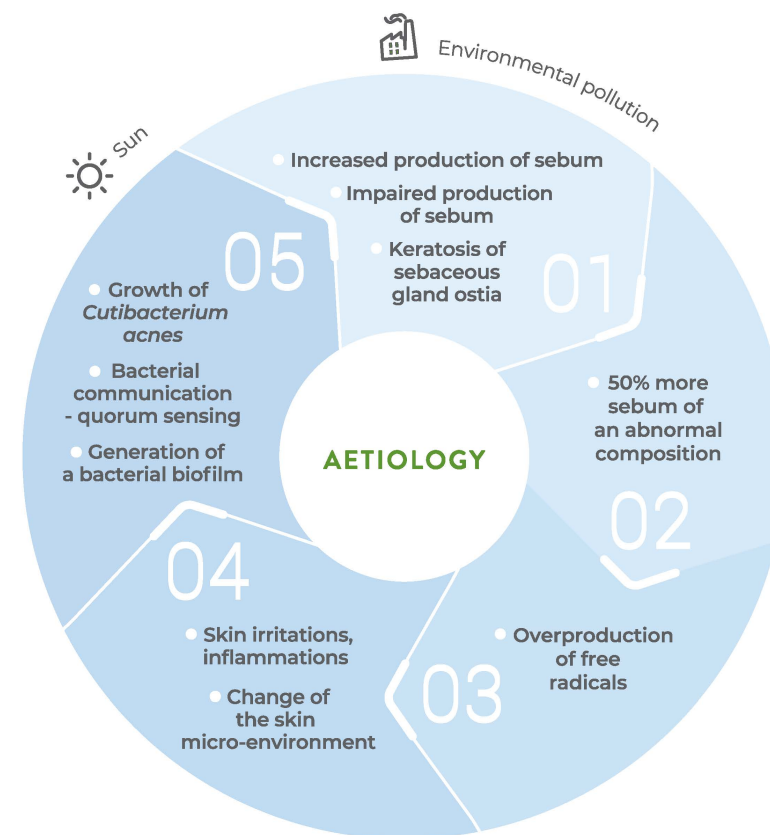 Environmental pollution
Sun
Increased production of sebum
Impaired production
of sebum
Keratosis of
sebaceous
gland ostia
01
50% more
sebum of
an abnormal
composition
02
Overproduction
of free
radicals
03
04
Skin irritations,
inflammations
Change of
the skin
micro-environment
05
Growth of
Cutibacterium
acnes
Bacterial
communication
- quorum sensing
Generation of
a bacterial biofilm
AETIOLOGY